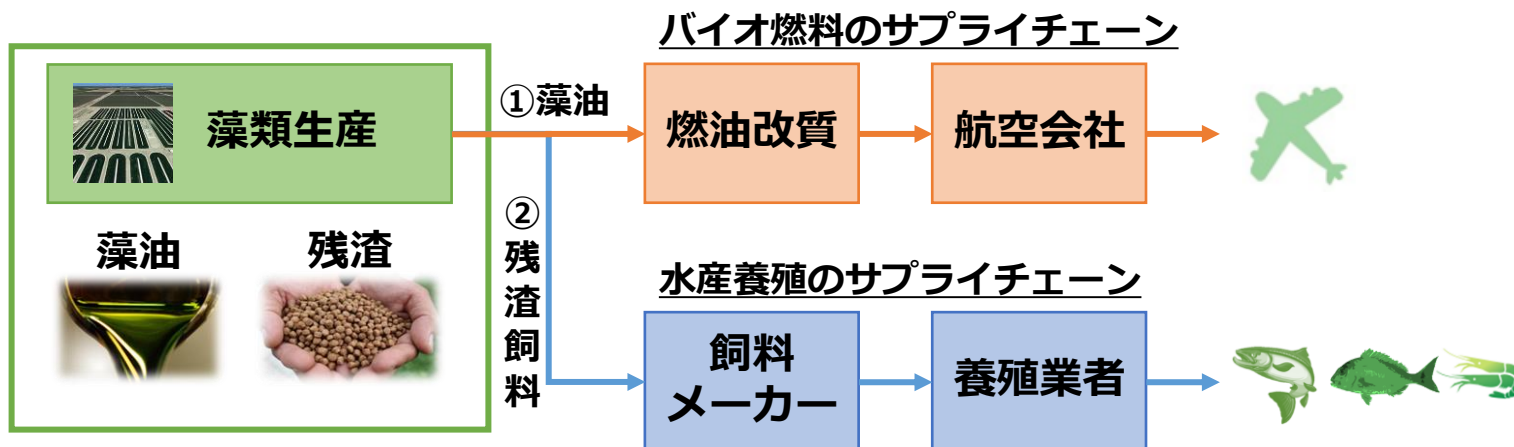 バイオ燃料のサプライチェーン
藻類生産
①藻油
燃油改質
航空会社
②残渣飼料
藻油
残渣
水産養殖のサプライチェーン
飼料
メーカー
養殖業者